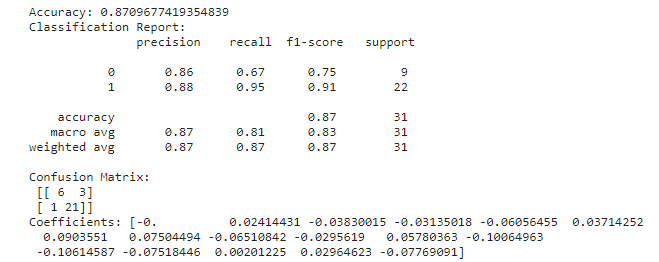 Accuracy: 0.8709677419354839
Classification Report:
precision recall f1-score support
0 0.86 0.67 0.75 9
1 0.88 0.95 0.91 22
accuracy 0.87 31
macro avg 0.87 0.81 0.83 31
weighted avg 0.87 0.87 0.87 31
Confusion Matrix:
[[ 6 3]
[ 1 21]]
Coefficients: [-0. 0.02414431 -0.03830015 -0.03135018 -0.06056455 0.03714252
0.0903551 0.07504494 -0.06510842 -0.0295619 0.05780363 -0.10064963
-0.10614587 -0.07518446 0.00201225 0.02964623 -0.07769091]